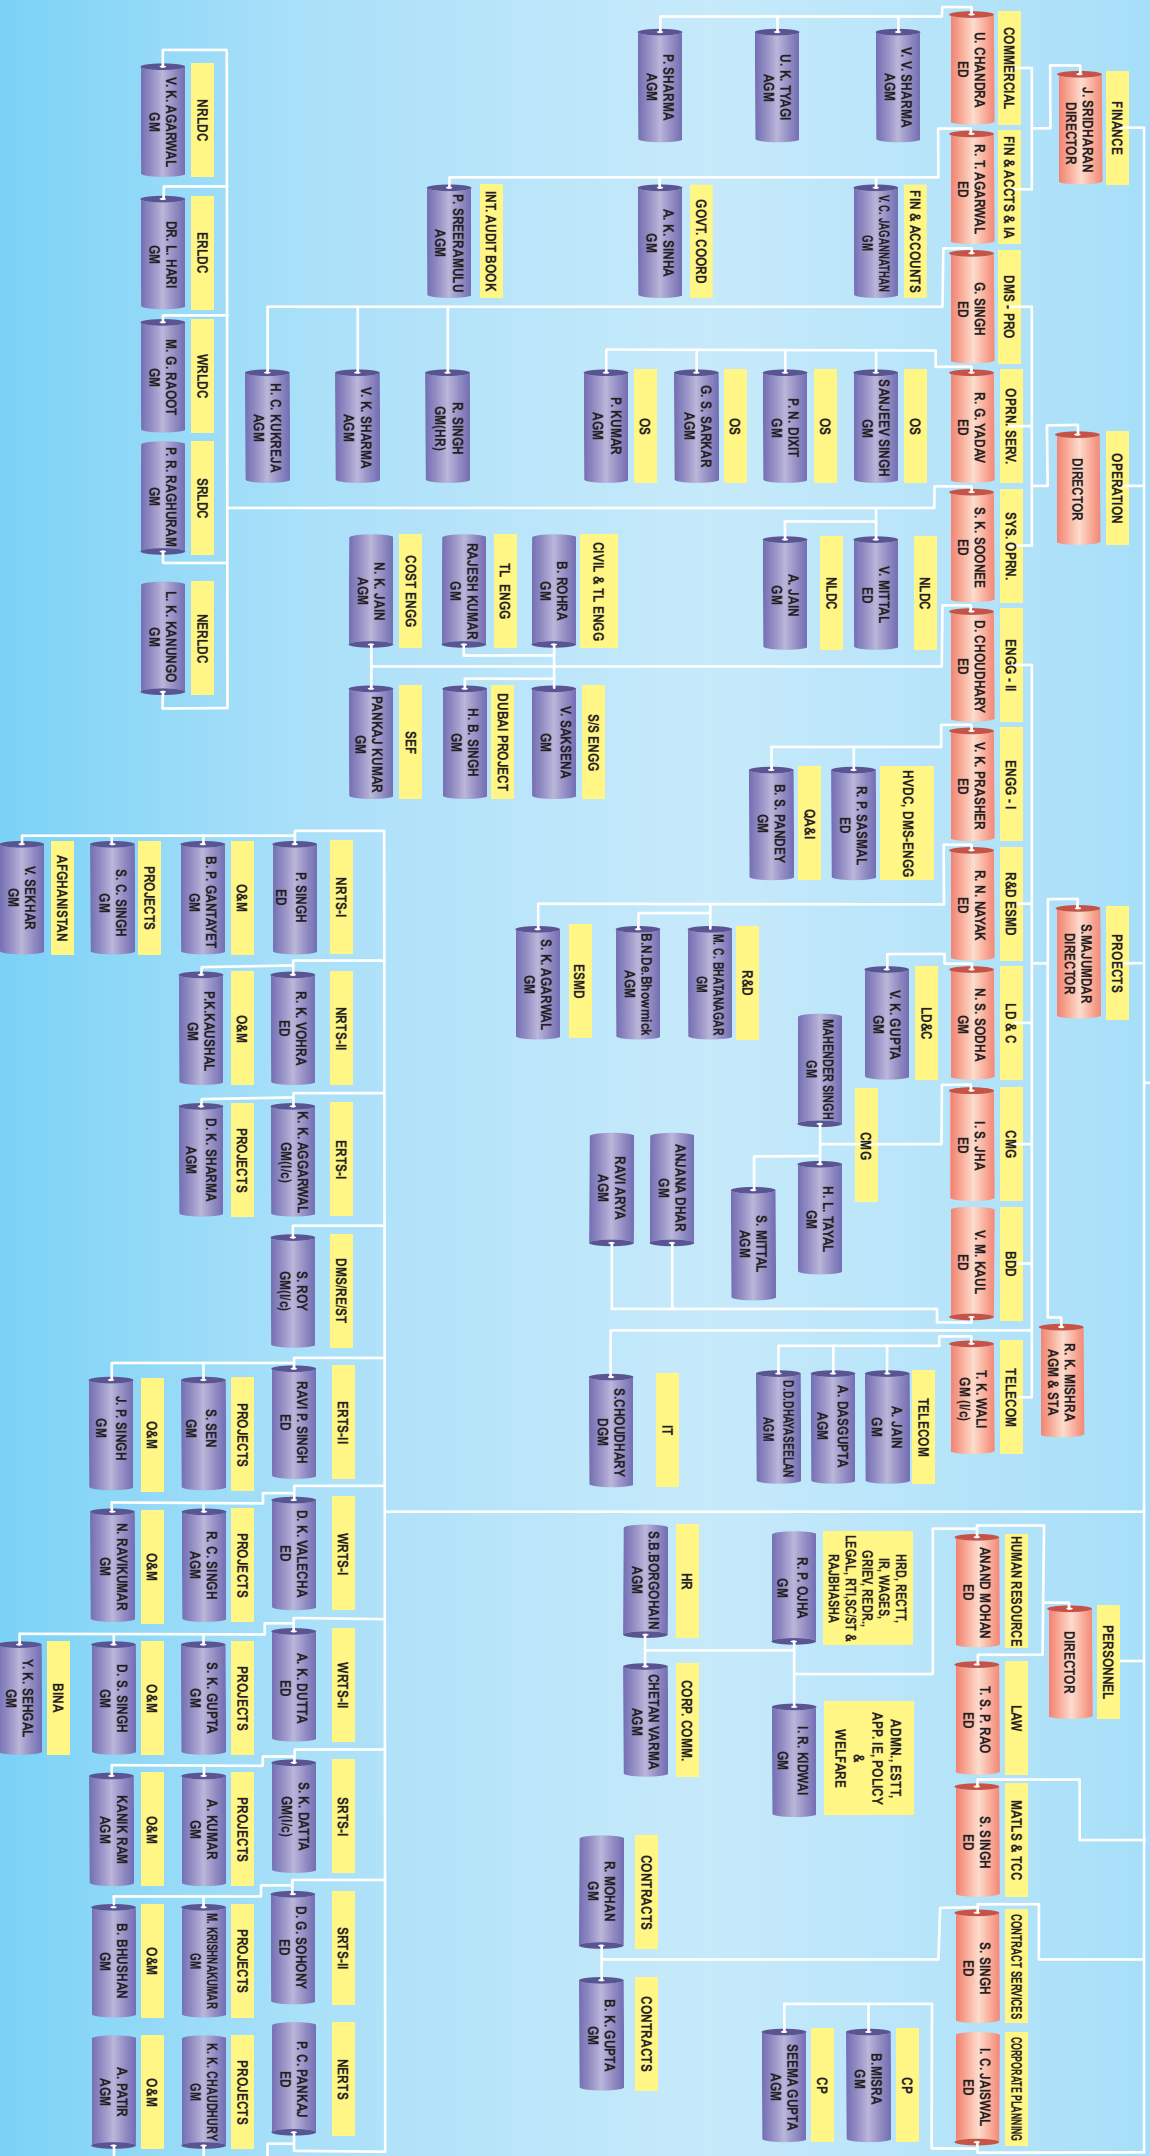 FINANCE
J. SRIDHARAN
DIRECTOR
OPERATION
DIRECTOR
PROECTS
S.MAJUMDAR
DIRECTOR
R. K. MISHRA
AGM & STA
PERSONNEL
DIRECTOR
COMMERCIAL
U. CHANDRA
ED
FIN & ACCTS & IA
R. T. AGARWAL
ED
DMS - PRO
G. SINGH
ED
OPRN. SERV.
R. G. YADAV
ED
SYS. OPRN.
S. K. SOONEE
ED
ENGG - II
D. CHOUDHARY
ED
ENGG - I
V. K. PRASHER
ED
R&D ESMD
R. N. NAYAK
ED
LD & C
N. S. SODHA
GM
CMG
I. S. JHA
ED
BDD
V. M. KAUL
ED
TELECOM
T. K. WALI
GM (I/c)
HUMAN RESOURCE
ANAND MOHAN
ED
LAW
T. S. P. RAO
ED
MATLS & TCC
S. SINGH
ED
CONTRACT SERVICES
S. SINGH
ED
CORPORATE PLANNING
I. C. JAISWAL
ED
V. V. SHARMA
AGM
U. K. TYAGI
AGM
P. SHARMA
AGM
FIN & ACCOUNTS
V. C. JAGANNATHAN
GM
GOVT. COORD
A. K. SINHA
GM
INT. AUDIT BOOK
P. SREERAMULU
AGM
R. SINGH
GM(HR)
V. K. SHARMA
AGM
H. C. KUKREJA
AGM
OS
SANJEEV SINGH
GM
OS
P. N. DIXIT
GM
OS
G. S. SARKAR
AGM
OS
P. KUMAR
AGM
NLDC
V. MITTAL
ED
NLDC
A. JAIN
GM
CIVIL & TL ENGG
B. ROHRA
GM
S/S ENGG
V. SAKSENA
GM
TL ENGG
RAJESH KUMAR
GM
DUBAI PROJECT
H. B. SINGH
GM
COST ENGG
N. K. JAIN
AGM
SEF
PANKAJ KUMAR
GM
HVDC, DMS-ENGG
R. P. SASMAL
ED
QA&I
B. S. PANDEY
GM
R&D
M. C. BHATANAGAR
GM
B.N.De.Bhowmick
AGM
ESMD
S. K. AGARWAL
GM
LD&C
V. K. GUPTA
GM
CMG
MAHENDER SINGH
GM
H. L. TAYAL
GM
S. MITTAL
AGM
ANJANA DHAR
GM
RAVI ARYA
AGM
TELECOM
A. JAIN
GM
A. DASGUPTA
AGM
D.D.DHAYASEELAN
AGM
IT
S.CHOUDHARY
DGM
HRD, RECTT,
IR, WAGES,
GRIEV, REDR,
LEGAL, RTI,SC/ST &
RAJBHASHA
R. P. OJHA
GM
ADMN., ESTT,
APP. IE, POLICY
&
WELFARE
I. R. KIDWAI
GM
HR
S.B.BORGOHAIN
AGM
CORP. COMM.
CHETAN VARMA
AGM
CONTRACTS
R. MOHAN
GM
CONTRACTS
B. K. GUPTA
GM
CP
B.MISRA
GM
CP
SEEMA GUPTA
AGM
NRLDC
V. K. AGARWAL
GM
ERLDC
DR. L. HARI
GM
WRLDC
M. G. RAOOT
GM
SRLDC
P. R. RAGHURAM
GM
NERLDC
L. K. KANUNGO
GM
NRTS-I
P. SINGH
ED
O&M
B. P. GANTAYET
GM
PROJECTS
S. C. SINGH
GM
AFGHANISTAN
V. SEKHAR
GM
NRTS-II
R. K. VOHRA
ED
O&M
P.K.KAUSHAL
GM
ERTS-I
K. K. AGGARWAL
GM(I/c)
PROJECTS
D. K. SHARMA
AGM
DMS/RE/ST
S. ROY
GM(I/c)
ERTS-II
RAVI P. SINGH
ED
PROJECTS
S. SEN
GM
O&M
J. P. SINGH
GM
WRTS-I
D. K. VALECHA
ED
PROJECTS
R. C. SINGH
AGM
O&M
N. RAVIKUMAR
GM
WRTS-II
A. K. DUTTA
ED
PROJECTS
S. K. GUPTA
GM
O&M
D. S. SINGH
GM
BINA
Y. K. SEHGAL
GM
SRTS-I
S. K. DATTA
GM(I/c)
PROJECTS
A. KUMAR
GM
O&M
KANIK RAM
AGM
SRTS-II
D. G. SOHONY
ED
PROJECTS
M. KRISHNAKUMAR
GM
O&M
B. BHUSHAN
GM
NERTS
P. C. PANKAJ
ED
PROJECTS
K. K. CHAUDHURY
GM
O&M
A. PATIR
AGM